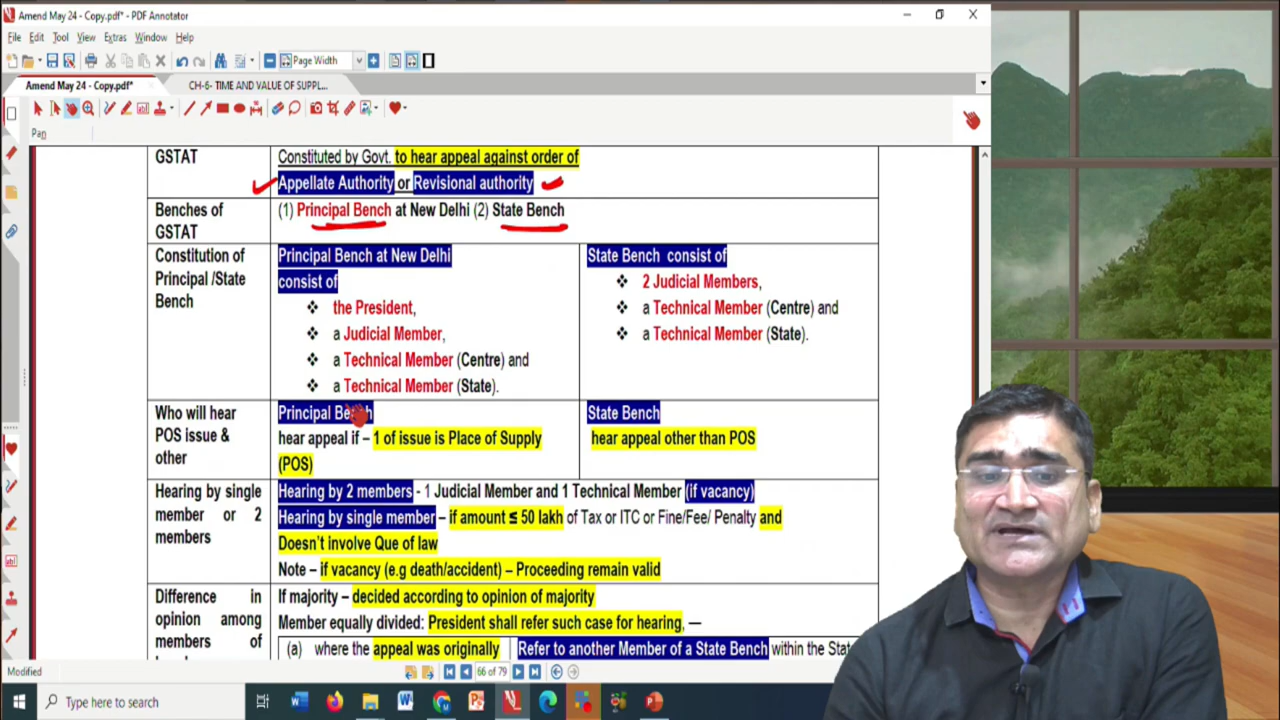 Amend May 24 - Copy.pdf* - PDF Annotator
File Edit Tool View Extras Window Help
Page Width
Amend May 24 - Copy.pdf* CH-6- TIME AND VALUE OF SUPPL...
Pan
GSTAT Constituted by Govt. to hear appeal against order of
Appellate Authority or Revisional authority
Benches of GSTAT (1) Principal Bench at New Delhi (2) State Bench
Constitution of Principal /State Bench
Principal Bench at New Delhi
consist of
❖ the President,
❖ a Judicial Member,
❖ a Technical Member (Centre) and
❖ a Technical Member (State).
State Bench consist of
❖ 2 Judicial Members,
❖ a Technical Member (Centre) and
❖ a Technical Member (State).
Who will hear POS issue & other
Principal Bench
hear appeal if – 1 of issue is Place of Supply
(POS)
State Bench
hear appeal other than POS
Hearing by single member or 2 members
Hearing by 2 members - 1 Judicial Member and 1 Technical Member (if vacancy)
Hearing by single member – if amount ≤ 50 lakh of Tax or ITC or Fine/Fee/ Penalty and
Doesn't involve Que of law
Note – if vacancy (e.g death/accident) – Proceeding remain valid
Difference in opinion among members of
If majority – decided according to opinion of majority
Member equally divided: President shall refer such case for hearing, —
(a) where the appeal was originally Refer to another Member of a State Bench within the Stat
Modified 66 of 79
Type here to search